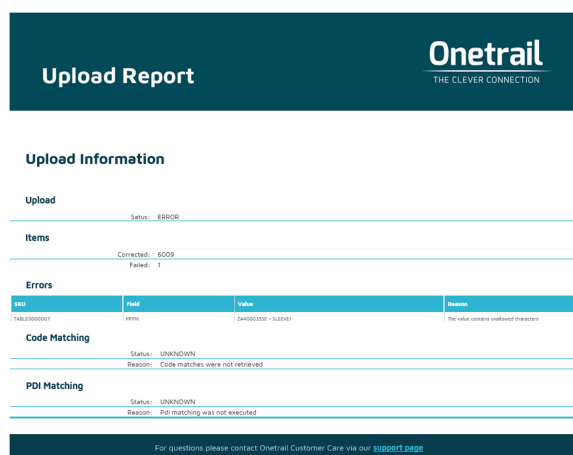 Upload Report
Onetrail
THE CLEVER CONNECTION
Upload Information
Upload
Satus: ERROR
Items
Corrected: 6009
Failed: 1
Errors
SKU Field Value Reason
TABLE0000007 MPPN ZA400035SE + SLEEVE! The value contains unallowed characters
Code Matching
Status: UNKNOWN
Reason: Code matches were not retrieved
PDI Matching
Status: UNKNOWN
Reason: Pdi matching was not executed
For questions please contact Onetrail Customer Care via our support page